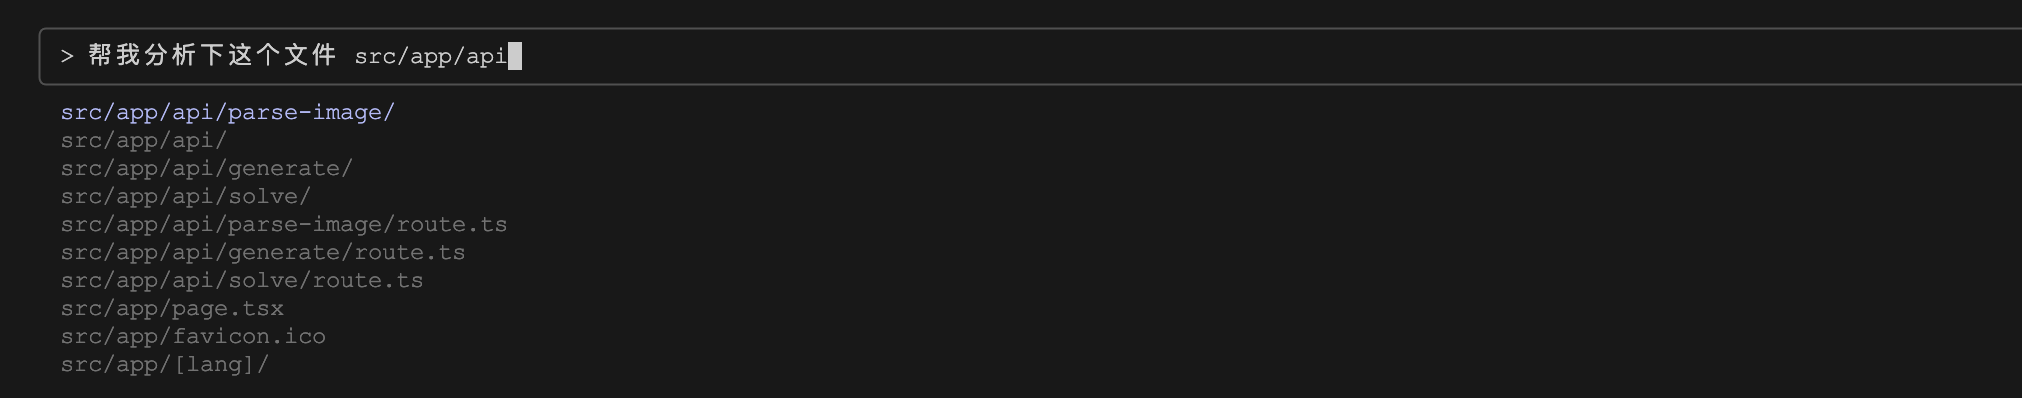 > 帮我分析下这个文件 src/app/api
src/app/api/parse-image/
src/app/api/
src/app/api/generate/
src/app/api/solve/
src/app/api/parse-image/route.ts
src/app/api/generate/route.ts
src/app/api/solve/route.ts
src/app/page.tsx
src/app/favicon.ico
src/app/[lang]/